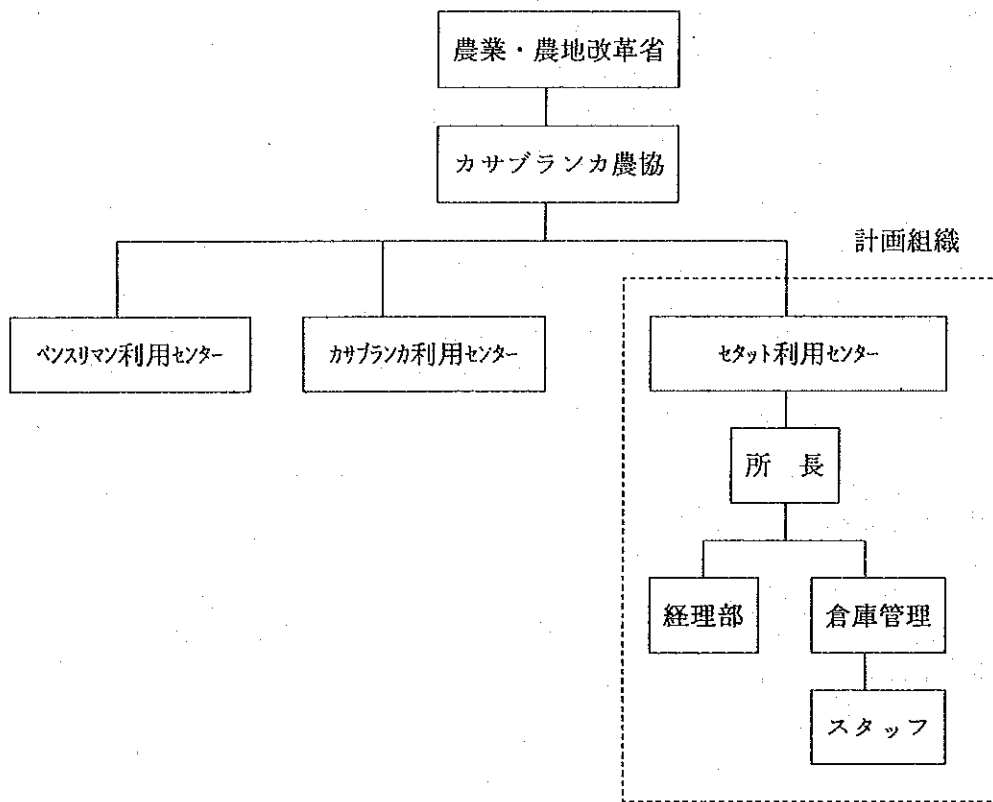 農業・農地改革省
カサブランカ農協
計画組織
ベンスリマン利用センター
カサブランカ利用センター
セタット利用センター
所　長
経理部
倉庫管理
スタッフ